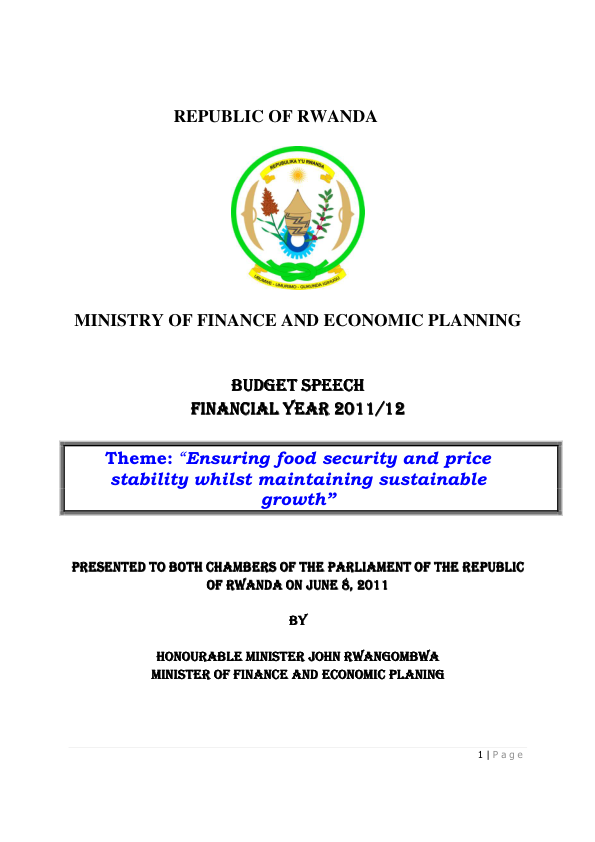 REPUBLIC OF RWANDA
REPUBULIKA Y'U RWANDA
UBUMWE - UMURIMO - GUKUNDA IGIHUGU
MINISTRY OF FINANCE AND ECONOMIC PLANNING
BUDGET SPEECH
FINANCIAL YEAR 2011/12
Theme: “Ensuring food security and price
stability whilst maintaining sustainable
growth”
PRESENTED TO BOTH CHAMBERS OF THE PARLIAMENT OF THE REPUBLIC
OF RWANDA ON JUNE 8, 2011
BY
HONOURABLE MINISTER JOHN RWANGOMBWA
MINISTER OF FINANCE AND ECONOMIC PLANING
1 | Page